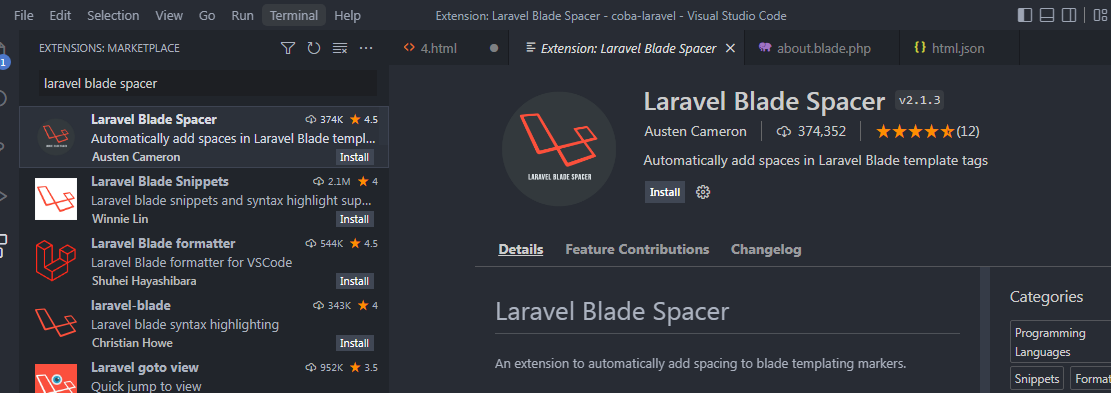 File Edit Selection View Go Run Terminal Help
Extension: Laravel Blade Spacer - coba-laravel - Visual Studio Code
EXTENSIONS: MARKETPLACE
4.html
Extension: Laravel Blade Spacer
about.blade.php
{} html.json
1
laravel blade spacer
Laravel Blade Spacer 374K 4.5
Automatically add spaces in Laravel Blade templ...
Austen Cameron Install
Laravel Blade Snippets 2.1M 4
Laravel blade snippets and syntax highlight sup...
Winnie Lin Install
Laravel Blade formatter 544K 4.5
Laravel Blade formatter for VSCode
Shuhei Hayashibara Install
laravel-blade 343K 4
Laravel blade syntax highlighting
Christian Howe Install
Laravel goto view 952K 3.5
Quick jump to view
LARAVEL BLADE SPACER
Laravel Blade Spacer v2.1.3
Austen Cameron 374,352 (12)
Automatically add spaces in Laravel Blade template tags
Install
Details Feature Contributions Changelog
Laravel Blade Spacer
An extension to automatically add spacing to blade templating markers.
Categories
Programming
Languages
Snippets
Format